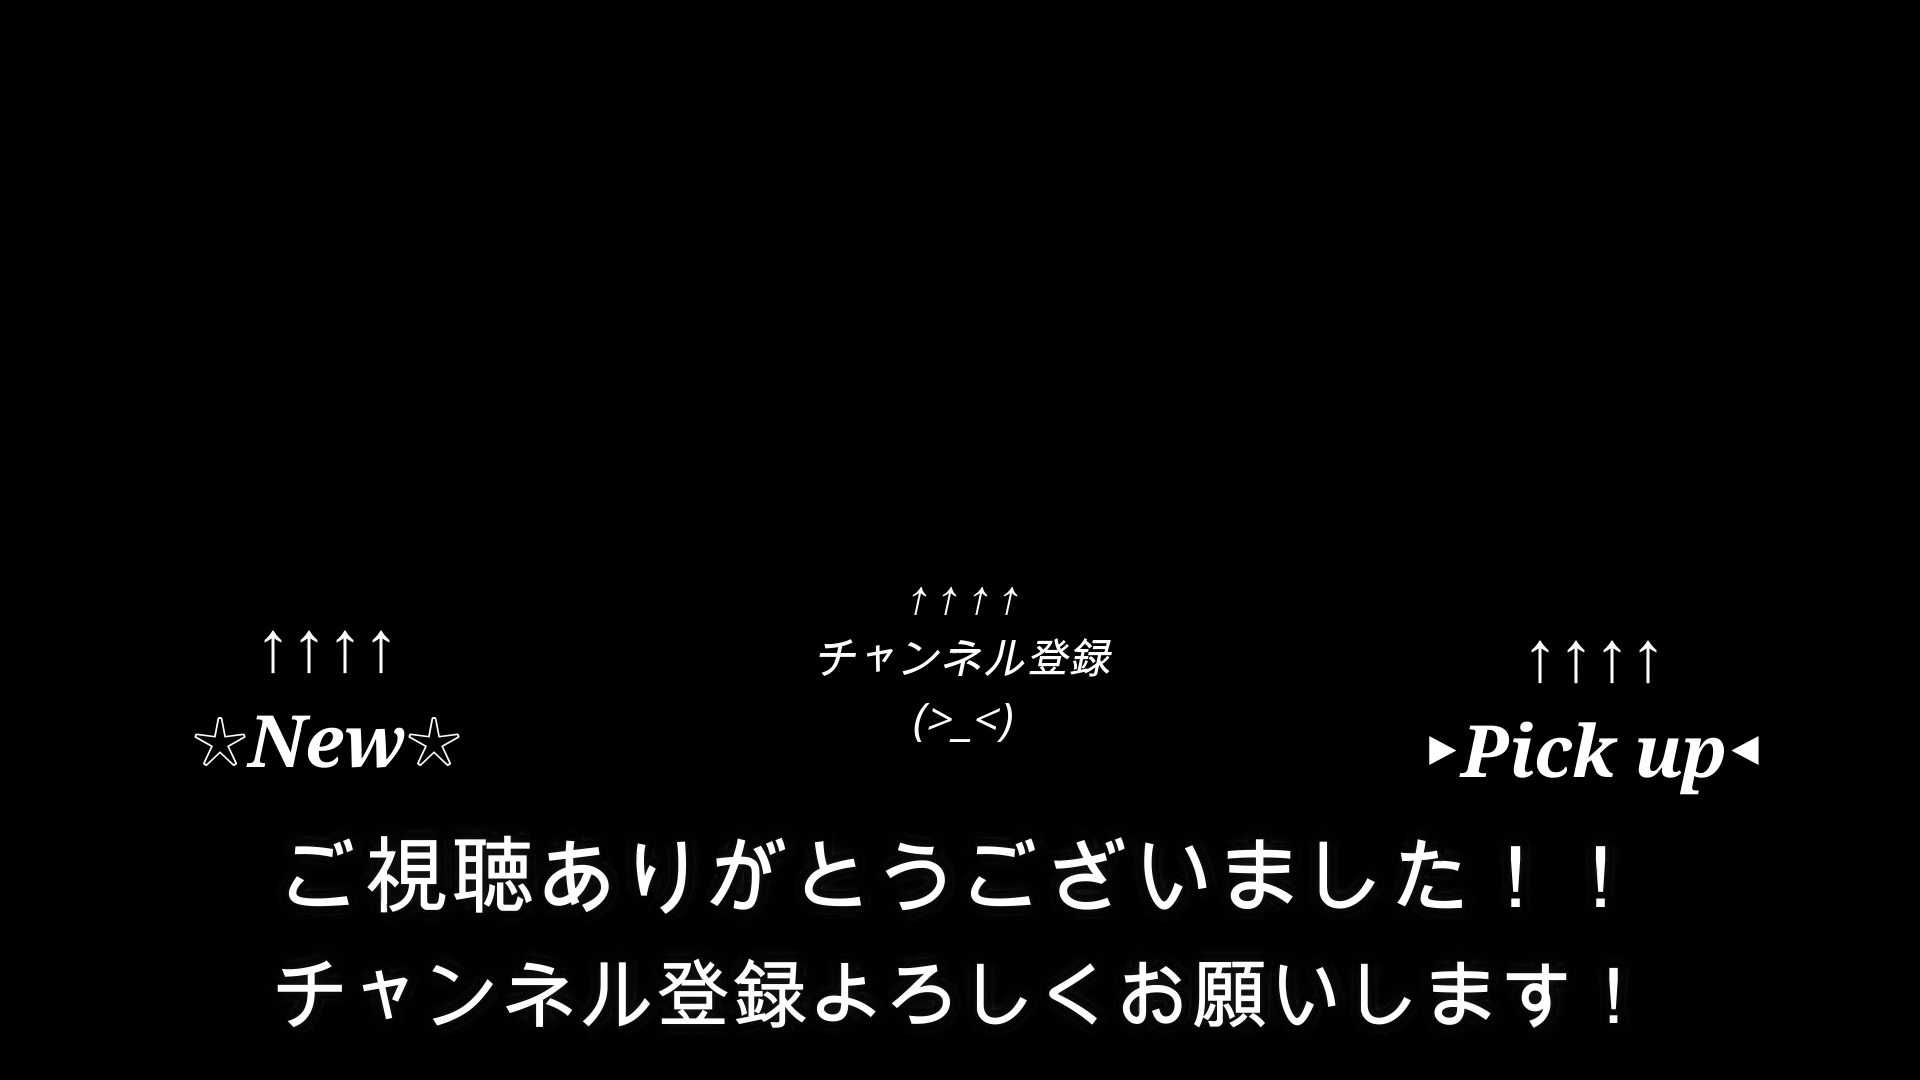 ↑↑↑↑
チャンネル登録
(>_<)
↑↑↑↑
☆New☆
↑↑↑↑
▶Pick up◀
ご視聴ありがとうございました！！
チャンネル登録よろしくお願いします！